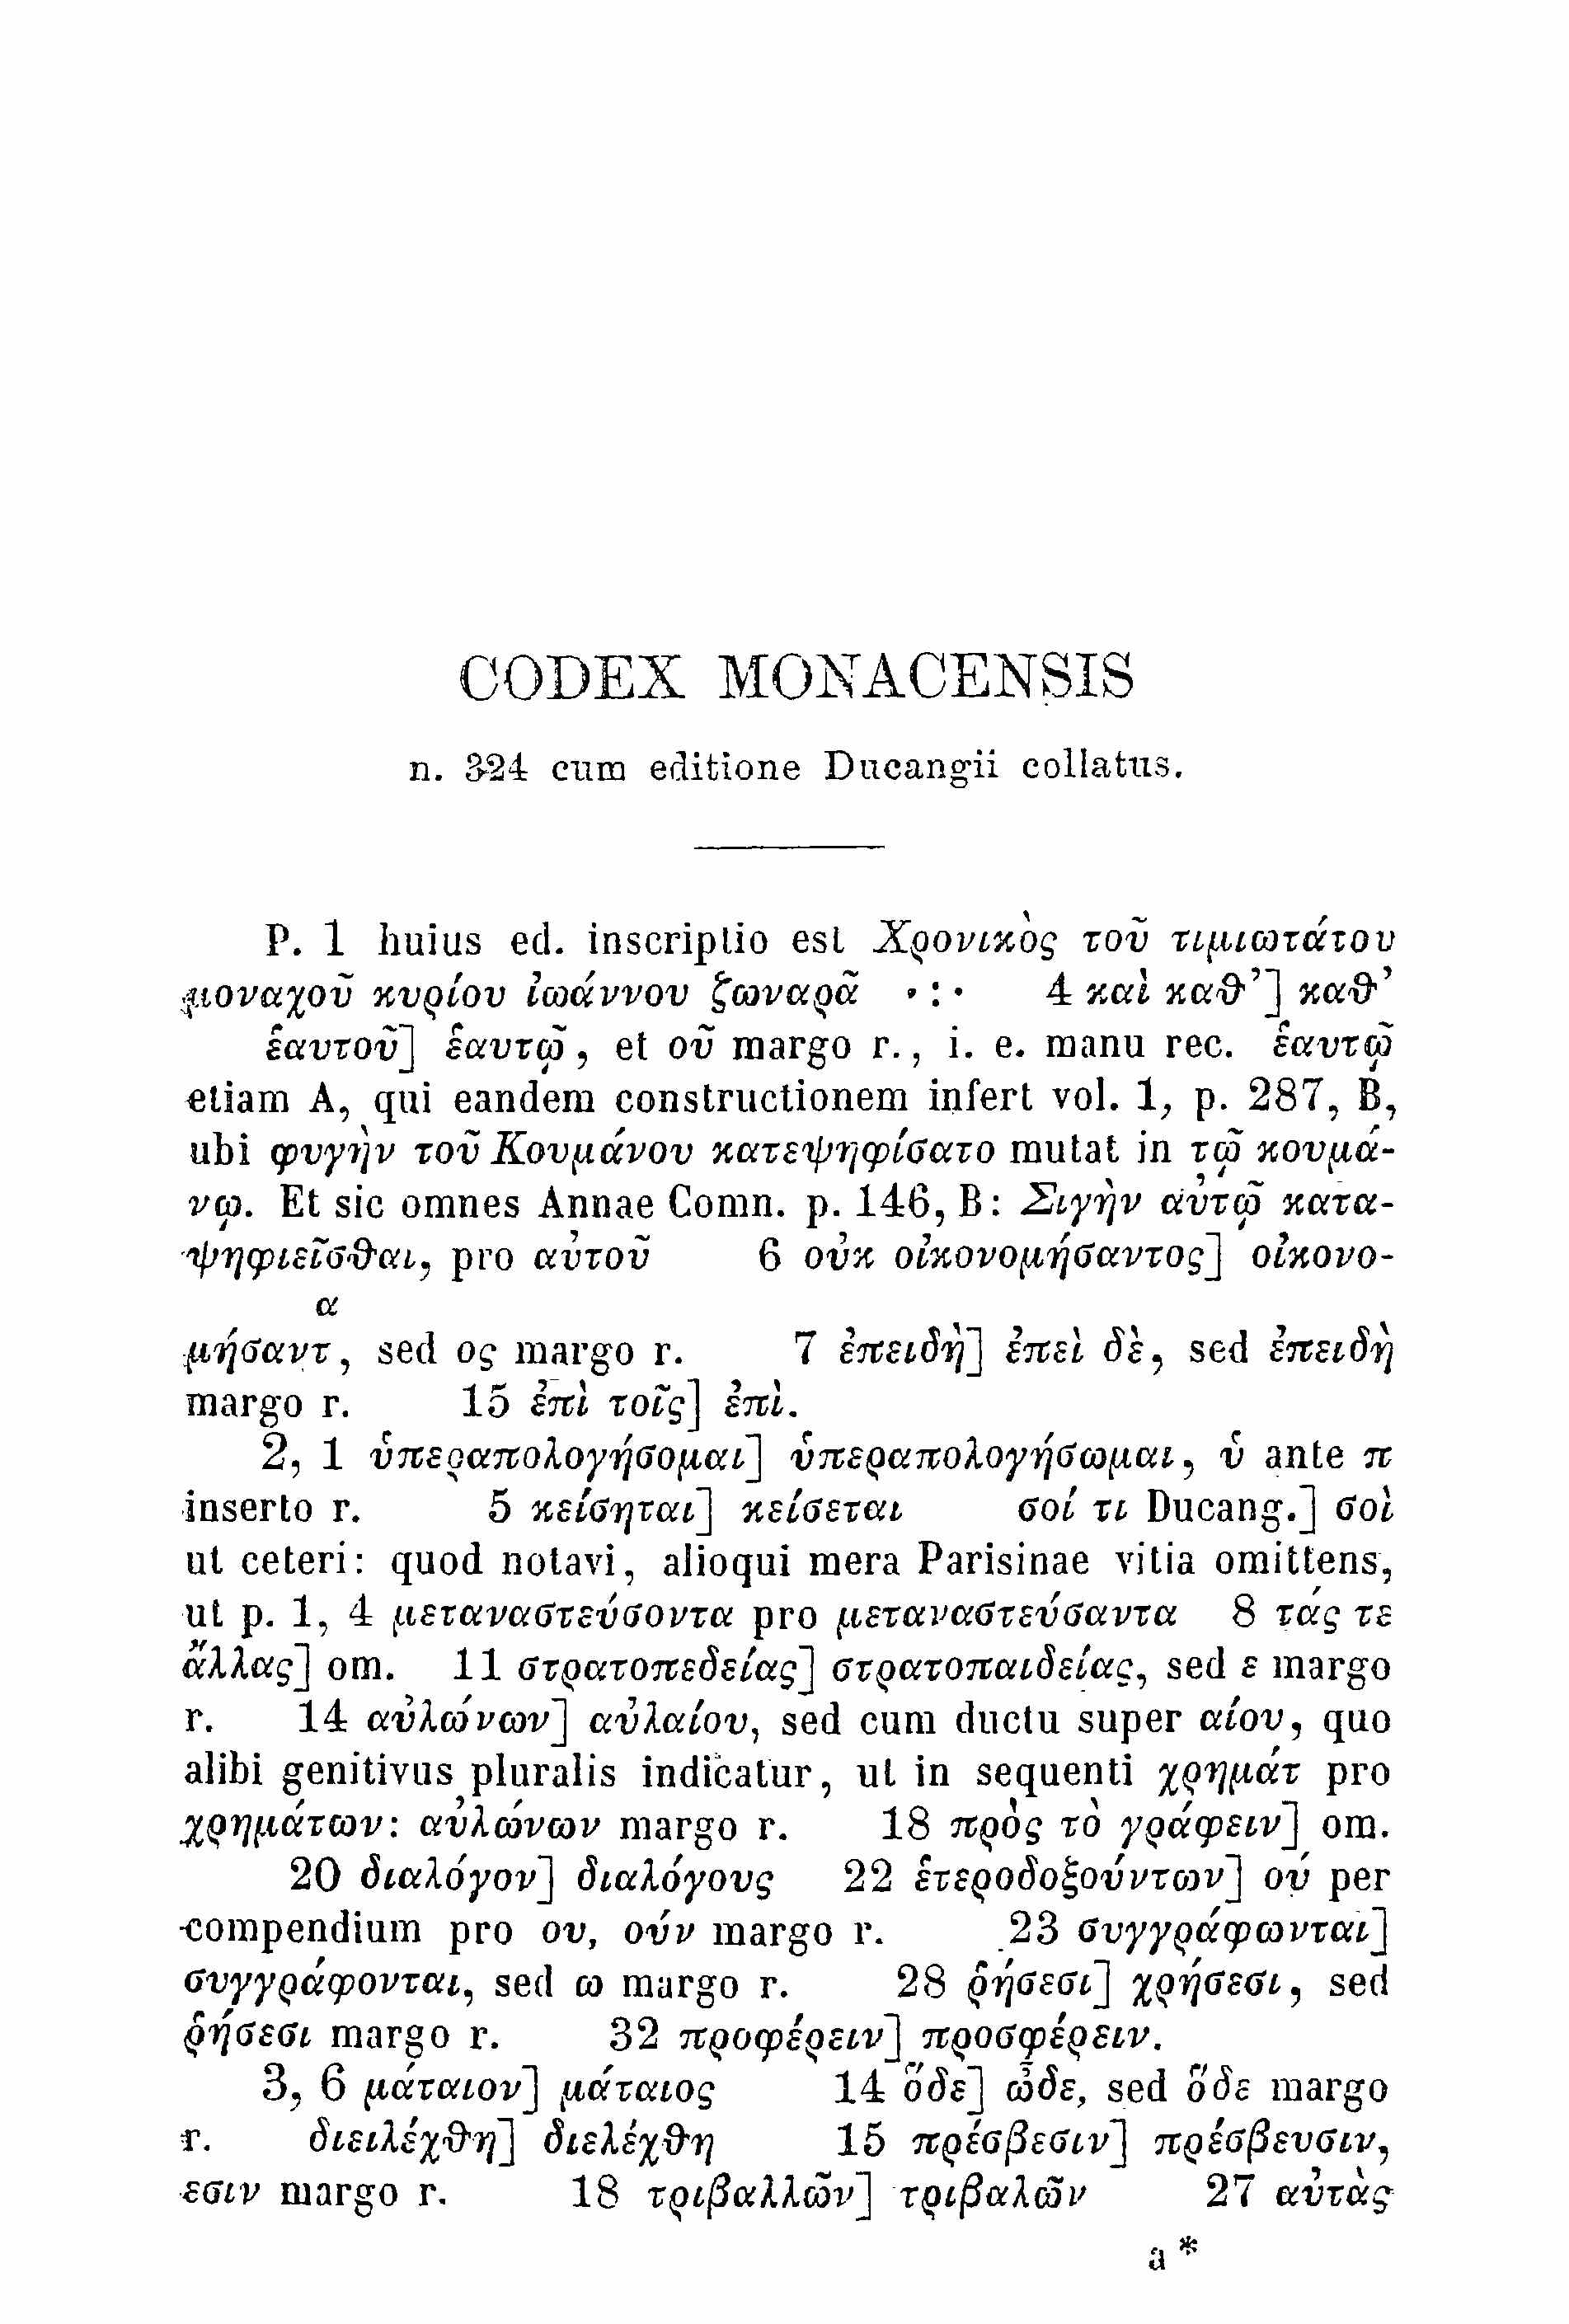 CODEX MONACENSIS
n. 324 cum editione Ducangii collatus.
P. 1 huius ed. inscriptio est Χρονικὸς τοῦ τιμιωτάτου
μοναχοῦ κυρίου ἰωάννου ζωναρᾶ ·:· 4 καὶ καθ’] καθ’
ἑαυτοῦ] ἑαυτῷ, et οῦ margo r., i. e. manu rec. ἑαυτῷ
etiam A, qui eandem constructionem infert vol. 1, p. 287, B,
ubi φυγὴν τοῦ Κουμάνου κατεψηφίσατο mutat in τῷ κουμά-
νῳ. Et sic omnes Annae Comn. p. 146, B: Σιγὴν αὐτῷ κατα-
ψηφιεῖσθαι, pro αὐτοῦ 6 οὐκ οἰκονομήσαντος] οἰκονο-
α
μήσαντ, sed ος margo r. 7 ἐπειδὴ] ἐπεὶ δὲ, sed ἐπειδὴ
margo r. 15 ἐπὶ τοῖς] ἐπὶ.
2, 1 ὑπεραπολογήσομαι] ὑπεραπολογήσωμαι, ὑ ante π
inserto r. 5 κείσηται] κείσεται σοί τι Ducang.] σοὶ
ut ceteri: quod notavi, alioqui mera Parisinae vitia omittens,
ut p. 1, 4 μεταναστεύσοντα pro μεταναστεύσαντα 8 τάς τε
ἄλλας] om. 11 στρατοπεδείας] στρατοπαιδείας, sed ε margo
r. 14 αὐλώνων] αὐλαίου, sed cum ductu super αίου, quo
alibi genitivus pluralis indicatur, ut in sequenti χρημάτ pro
χρημάτων: αὐλώνων margo r. 18 πρὸς τὸ γράφειν] om.
20 διαλόγον] διαλόγους 22 ἑτεροδοξούντων] ού per
compendium pro ου, ούν margo r. 23 συγγράφωνται]
συγγράφονται, sed ω margo r. 28 ῥήσεσι] χρήσεσι, sed
ῥήσεσι margo r. 32 προφέρειν] προσφέρειν.
3, 6 μάταιον] μάταιος 14 ὅδε] ὧδε, sed ὅδε margo
r. διειλέχθη] διελέχθη 15 πρέσβεσιν] πρέσβευσιν,
εσιν margo r. 18 τριβαλλῶν] τριβαλῶν 27 αὐτὰς
a *